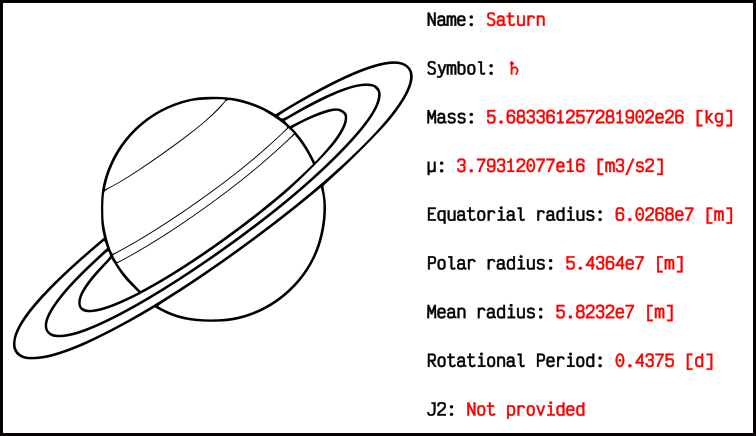 Name: Saturn
Symbol: ♄
Mass: 5.683361257281902e26 [kg]
μ: 3.79312077e16 [m3/s2]
Equatorial radius: 6.0268e7 [m]
Polar radius: 5.4364e7 [m]
Mean radius: 5.8232e7 [m]
Rotational Period: 0.4375 [d]
J2: Not provided